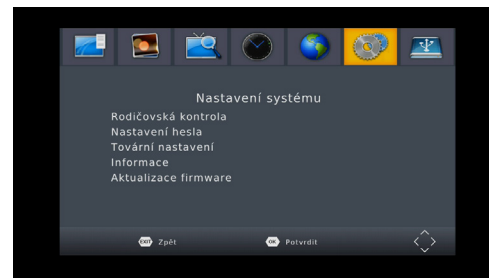 Nastavení systému
Rodičovská kontrola
Nastavení hesla
Tovární nastavení
Informace
Aktualizace firmware
EXIT Zpět OK Potvrdit